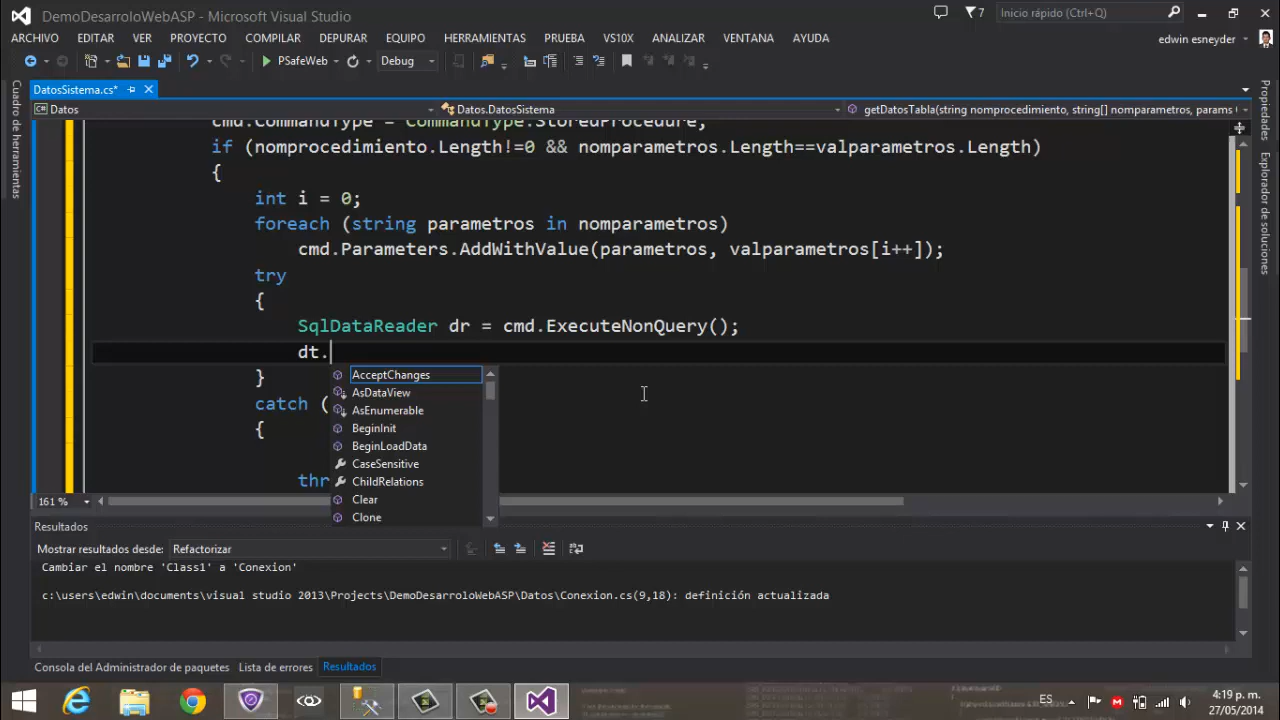 DemoDesarroloWebASP - Microsoft Visual Studio
7
Inicio rápido (Ctrl+Q)
ARCHIVO EDITAR VER PROYECTO COMPILAR DEPURAR EQUIPO HERRAMIENTAS PRUEBA VS10X ANALIZAR VENTANA AYUDA
edwin esneyder
PSafeWeb Debug
DatosSistema.cs*
C# Datos
Datos.DatosSistema
getDatosTabla(string nomprocedimiento, string[] nomparametros, params
Cuadro de herramientas
Propiedades
Explorador de soluciones
cmd.CommandType = CommandType.StoredProcedure;
if (nomprocedimiento.Length!=0 && nomparametros.Length==valparametros.Length)
{
int i = 0;
foreach (string parametros in nomparametros)
cmd.Parameters.AddWithValue(parametros, valparametros[i++]);
try
{
SqlDataReader dr = cmd.ExecuteNonQuery();
dt.
}
catch (
{
thr
AcceptChanges
AsDataView
AsEnumerable
BeginInit
BeginLoadData
CaseSensitive
ChildRelations
Clear
Clone
161 %
Resultados
Mostrar resultados desde: Refactorizar
Cambiar el nombre 'Class1' a 'Conexion'
c:\users\edwin\documents\visual studio 2013\Projects\DemoDesarroloWebASP\Datos\Conexion.cs(9,18): definición actualizada
Consola del Administrador de paquetes Lista de errores Resultados
ES
4:19 p. m.
27/05/2014